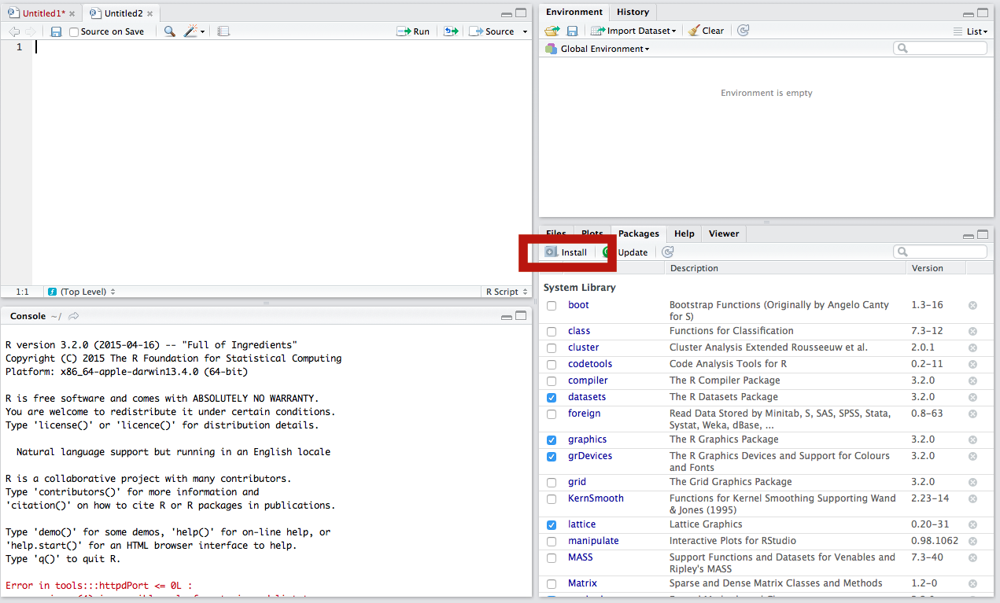 Untitled1*
Untitled2
Source on Save
Run
Source
1
1:1
(Top Level)
R Script
Console ~/
R version 3.2.0 (2015-04-16) -- "Full of Ingredients"
Copyright (C) 2015 The R Foundation for Statistical Computing
Platform: x86_64-apple-darwin13.4.0 (64-bit)
R is free software and comes with ABSOLUTELY NO WARRANTY.
You are welcome to redistribute it under certain conditions.
Type 'license()' or 'licence()' for distribution details.
Natural language support but running in an English locale
R is a collaborative project with many contributors.
Type 'contributors()' for more information and
'citation()' on how to cite R or R packages in publications.
Type 'demo()' for some demos, 'help()' for on-line help, or
'help.start()' for an HTML browser interface to help.
Type 'q()' to quit R.
Error in tools:::httpdPort <= 0L :
Environment History
Import Dataset Clear List
Global Environment
Environment is empty
Files Plots Packages Help Viewer
Install Update
Description Version
System Library
boot Bootstrap Functions (Originally by Angelo Canty 1.3-16
for S)
class Functions for Classification 7.3-12
cluster Cluster Analysis Extended Rousseeuw et al. 2.0.1
codetools Code Analysis Tools for R 0.2-11
compiler The R Compiler Package 3.2.0
datasets The R Datasets Package 3.2.0
foreign Read Data Stored by Minitab, S, SAS, SPSS, Stata, 0.8-63
Systat, Weka, dBase, ...
graphics The R Graphics Package 3.2.0
grDevices The R Graphics Devices and Support for Colours 3.2.0
and Fonts
grid The Grid Graphics Package 3.2.0
KernSmooth Functions for Kernel Smoothing Supporting Wand 2.23-14
& Jones (1995)
lattice Lattice Graphics 0.20-31
manipulate Interactive Plots for RStudio 0.98.1062
MASS Support Functions and Datasets for Venables and 7.3-40
Ripley's MASS
Matrix Sparse and Dense Matrix Classes and Methods 1.2-0